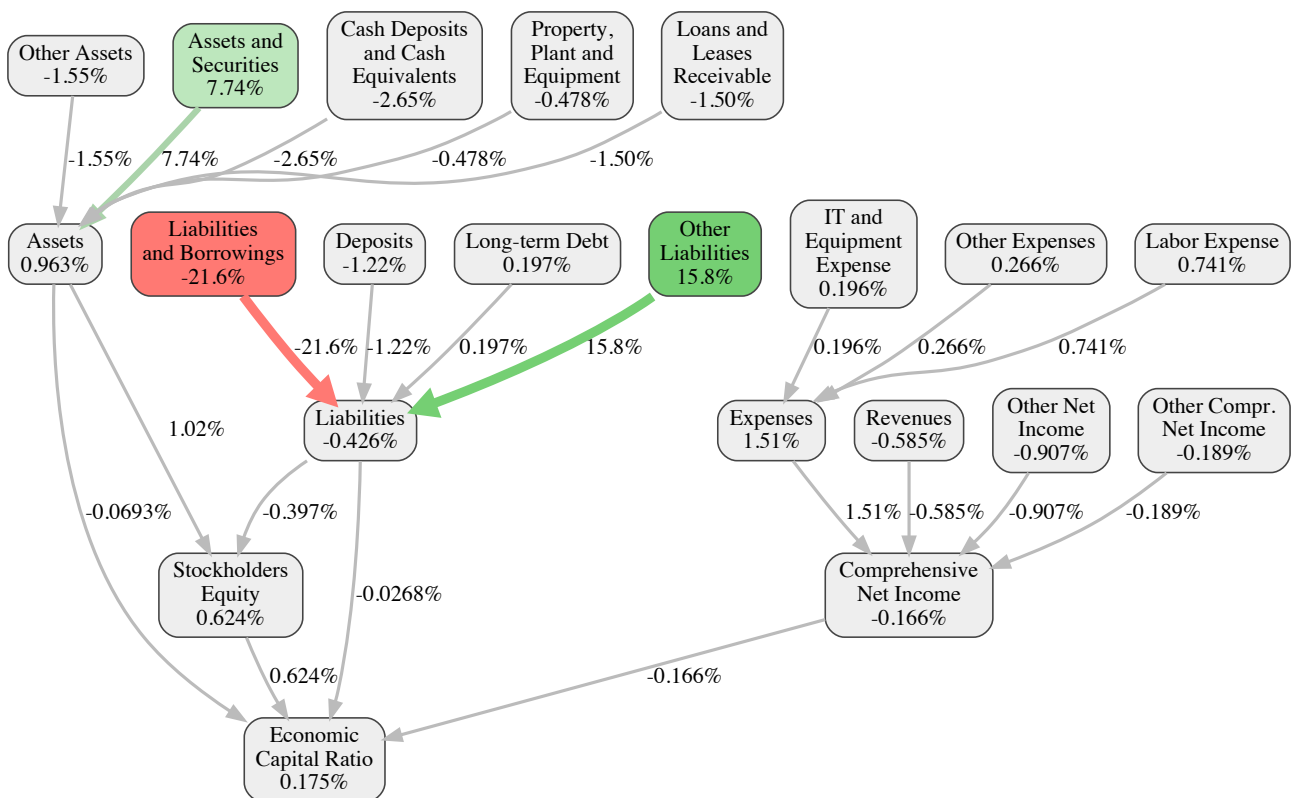 Other Assets
-1.55%
Assets and
Securities
7.74%
Cash Deposits
and Cash
Equivalents
-2.65%
Property,
Plant and
Equipment
-0.478%
Loans and
Leases
Receivable
-1.50%
-1.55%
7.74%
-2.65%
-0.478%
-1.50%
Assets
0.963%
Liabilities
and Borrowings
-21.6%
Deposits
-1.22%
Long-term Debt
0.197%
Other
Liabilities
15.8%
IT and
Equipment
Expense
0.196%
Other Expenses
0.266%
Labor Expense
0.741%
-21.6%
-1.22%
0.197%
15.8%
0.196%
0.266%
0.741%
Liabilities
-0.426%
Expenses
1.51%
Revenues
-0.585%
Other Net
Income
-0.907%
Other Compr.
Net Income
-0.189%
1.02%
-0.0693%
-0.397%
1.51%
-0.585%
-0.907%
-0.189%
Stockholders
Equity
0.624%
-0.0268%
Comprehensive
Net Income
-0.166%
0.624%
-0.166%
Economic
Capital Ratio
0.175%